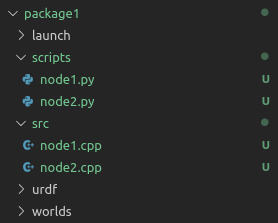 package1
launch
scripts
node1.py U
node2.py U
src
node1.cpp U
node2.cpp U
urdf
worlds